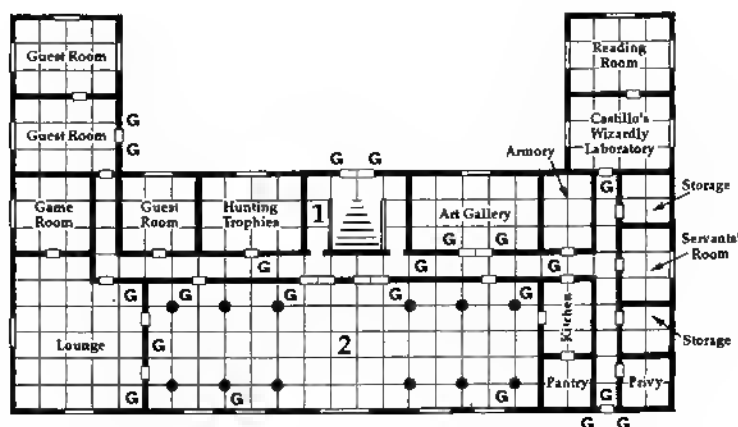 Guest Room
Reading
Room
G
Guest Room
G
Castillo's
Wizardly
Laboratory
G G
Armory
G
Storage
Game
Room
Guest
Room
Hunting
Trophies
1
Art Gallery
G G
Servants'
Room
G
G
G
G
G
G
G
G
G
G
Kitchen
Lounge
G
2
G
Storage
Pantry
Privy
G
G
G
G
G
G G